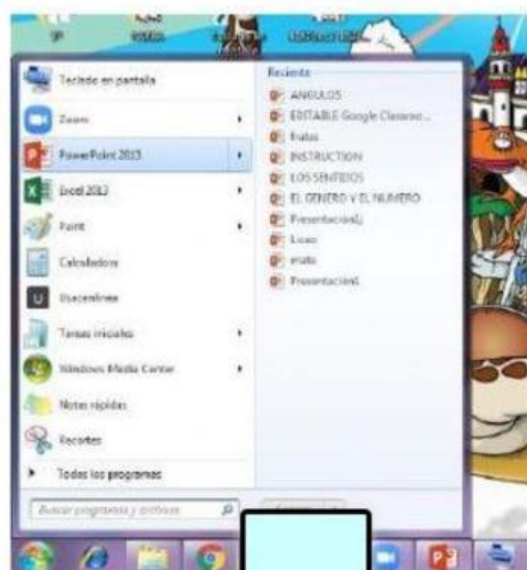 Teclado en pantalla
Zoom
PowerPoint 2013
Excel 2013
Paint
Calculadora
Usacenlinea
Tareas iniciales
Windows Media Center
Notas rápidas
Recortes
Todos los programas
Buscar programas y archivos
Reciente
ANGULOS
EDITABLE Google Classroo...
frutas
INSTRUCTION
LOS SENTIDOS
EL GENERO Y EL NUMERO
Presentación1